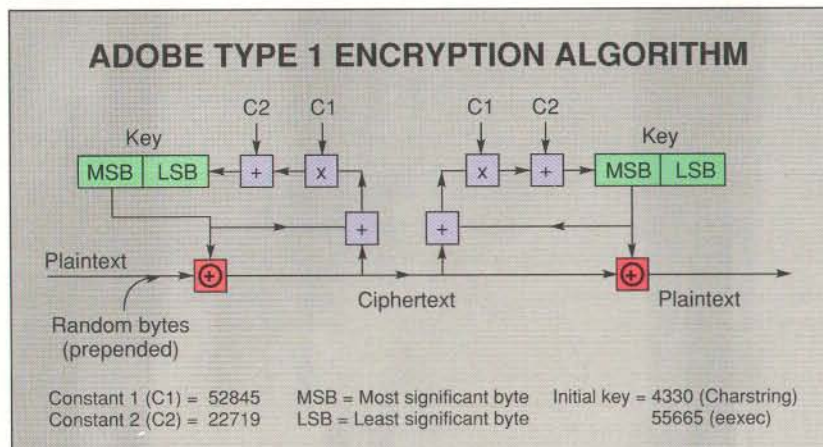 ADOBE TYPE 1 ENCRYPTION ALGORITHM
C2 C1 C1 C2
Key Key
MSB LSB + x x + MSB LSB
+ +
Plaintext + + Plaintext
Ciphertext
Random bytes
(prepended)
Constant 1 (C1) = 52845 MSB = Most significant byte Initial key = 4330 (Charstring)
Constant 2 (C2) = 22719 LSB = Least significant byte 55665 (eexec)